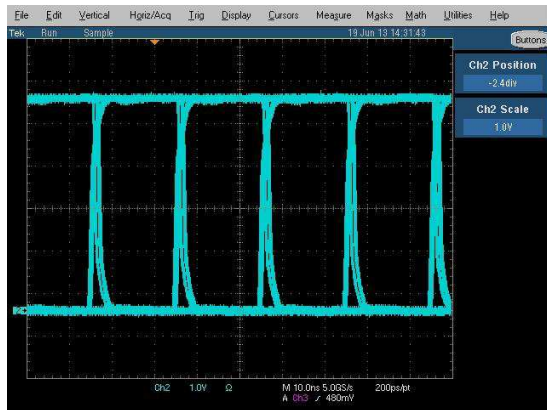 File Edit Vertical Horiz/Acq Trig Display Cursors Measure Masks Math Utilities Help
Tek Run Sample 19 Jun 13 14:31:43 Buttons
Ch2 Position
-2.4div
Ch2 Scale
1.0V
2
Ch2 1.0V Ω M 10.0ns 5.0GS/s 200ps/pt
A Ch3 ∕ 480mV